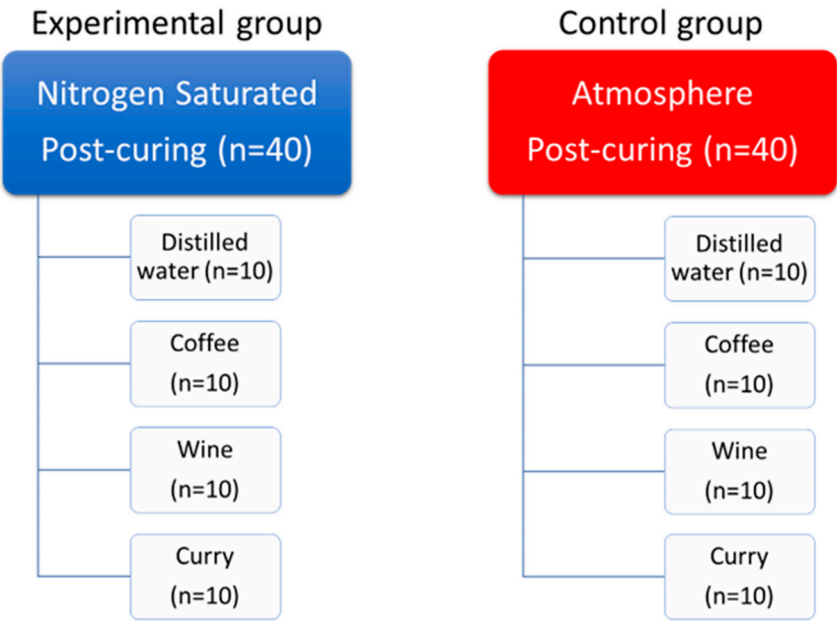 Experimental group
Nitrogen Saturated
Post-curing (n=40)
Distilled
water (n=10)
Coffee
(n=10)
Wine
(n=10)
Curry
(n=10)
Control group
Atmosphere
Post-curing (n=40)
Distilled
water (n=10)
Coffee
(n=10)
Wine
(n=10)
Curry
(n=10)